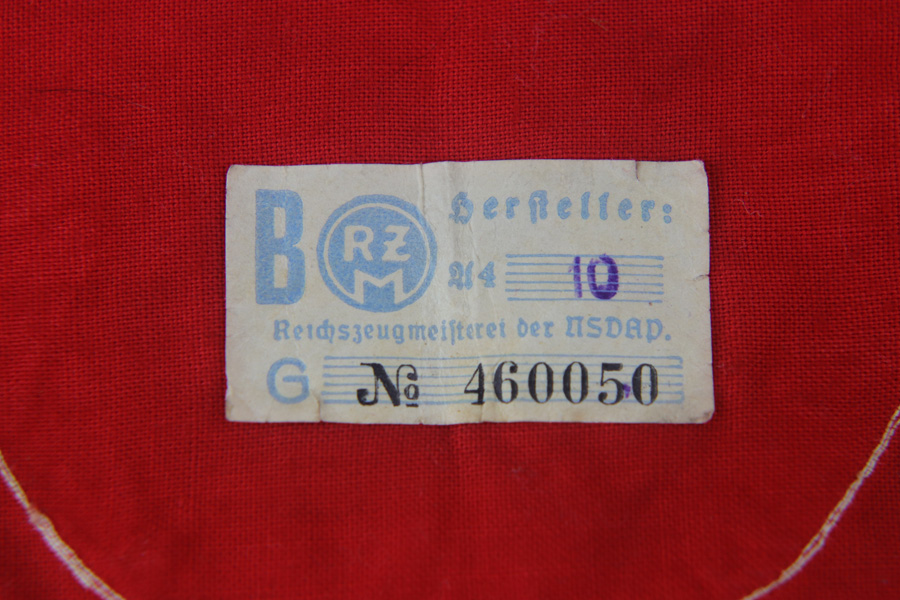 B RZM Hersteller:
A4 10
Reichszeugmeisterei der NSDAP.
G № 460050